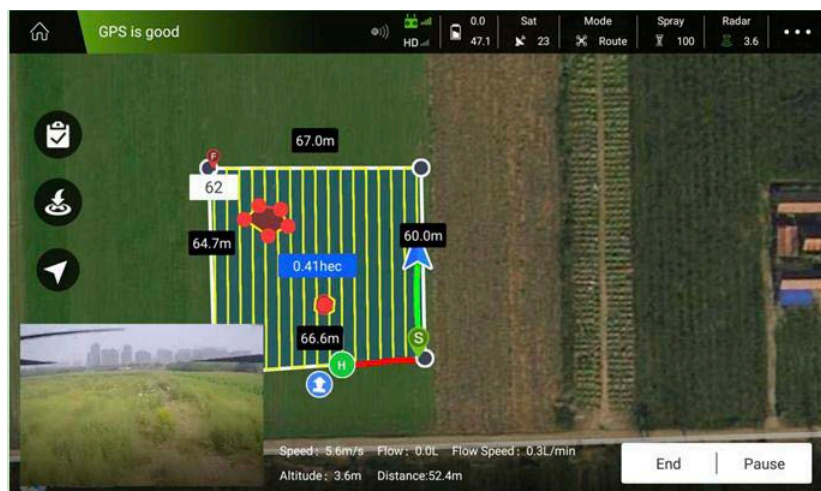 GPS is good
HD
0.0
47.1
Sat
23
Mode
Route
Spray
100
Radar
3.6
67.0m
F
62
64.7m
60.0m
0.41hec
66.6m
S
H
Speed: 5.6m/s Flow: 0.0L Flow Speed: 0.3L/min
Altitude: 3.6m Distance:52.4m
End
Pause